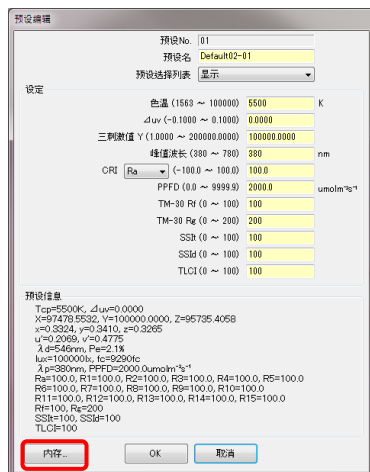 预设编辑
预设No. 01
预设名 Default02-01
预设选择列表 显示
设定
色温 (1563 ～ 100000) 5500 K
⊿uv (-0.1000 ～ 0.1000) 0.0000
三刺激值 Y (1.0000 ～ 200000.0000) 100000.0000
峰值波长 (380 ～ 780) 380 nm
CRI Ra (-100.0 ～ 100.0) 100.0
PPFD (0.0 ～ 9999.9) 2000.0 umolm⁻²s⁻¹
TM-30 Rf (0 ～ 100) 100
TM-30 Rg (0 ～ 200) 200
SSIt (0 ～ 100) 100
SSId (0 ～ 100) 100
TLCI (0 ～ 100) 100
预设信息
Tcp=5500K, ⊿uv=0.0000
X=97478.5532, Y=100000.0000, Z=95735.4058
x=0.3324, y=0.3410, z=0.3265
u'=0.2069, v'=0.4775
λd=546nm, Pe=2.1%
lux=100000lx, fc=9290fc
λp=380nm, PPFD=2000.0umolm⁻²s⁻¹
Ra=100.0, R1=100.0, R2=100.0, R3=100.0, R4=100.0, R5=100.0
R6=100.0, R7=100.0, R8=100.0, R9=100.0, R10=100.0
R11=100.0, R12=100.0, R13=100.0, R14=100.0, R15=100.0
Rf=100, Rg=200
SSIt=100, SSId=100
TLCI=100
内存... OK 取消